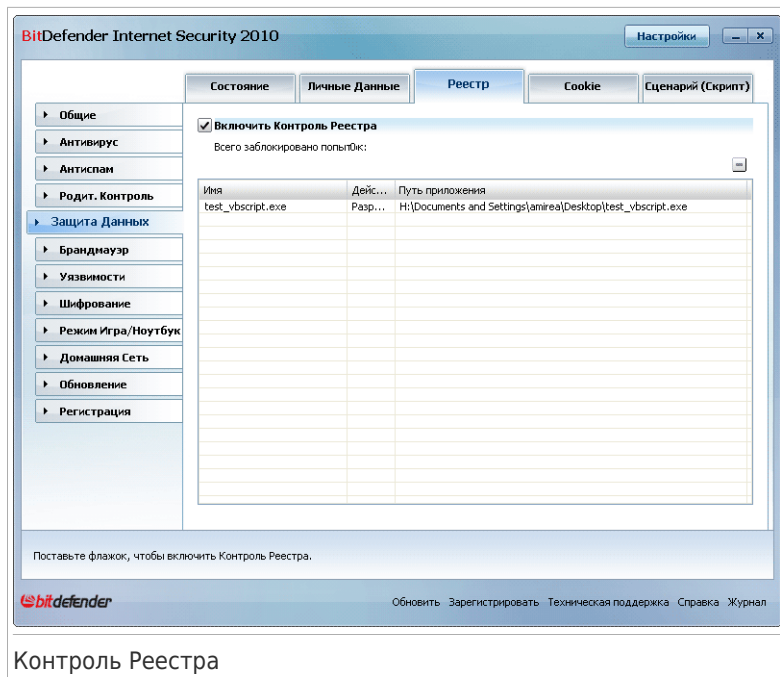 BitDefender Internet Security 2010
Настройки
Состояние
Личные Данные
Реестр
Cookie
Сценарий (Скрипт)
Общие
Антивирус
Антиспам
Родит. Контроль
Защита Данных
Брандмауэр
Уязвимости
Шифрование
Режим Игра/Ноутбук
Домашняя Сеть
Обновление
Регистрация
Включить Контроль Реестра
Всего заблокировано попыт0к:
Имя Дейс... Путь приложения
test_vbscript.exe Разр... H:\Documents and Settings\amirea\Desktop\test_vbscript.exe
Поставьте флажок, чтобы включить Контроль Реестра.
bitdefender
Обновить Зарегистрировать Техническая поддержка Справка Журнал
Контроль Реестра